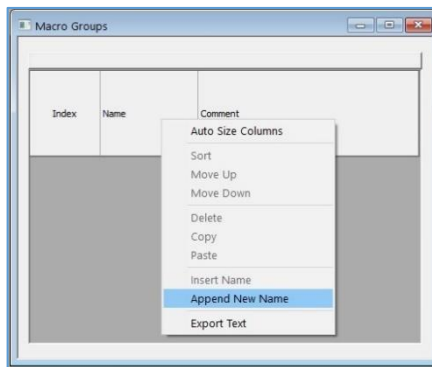 Macro Groups
Index Name Comment
Auto Size Columns
Sort
Move Up
Move Down
Delete
Copy
Paste
Insert Name
Append New Name
Export Text